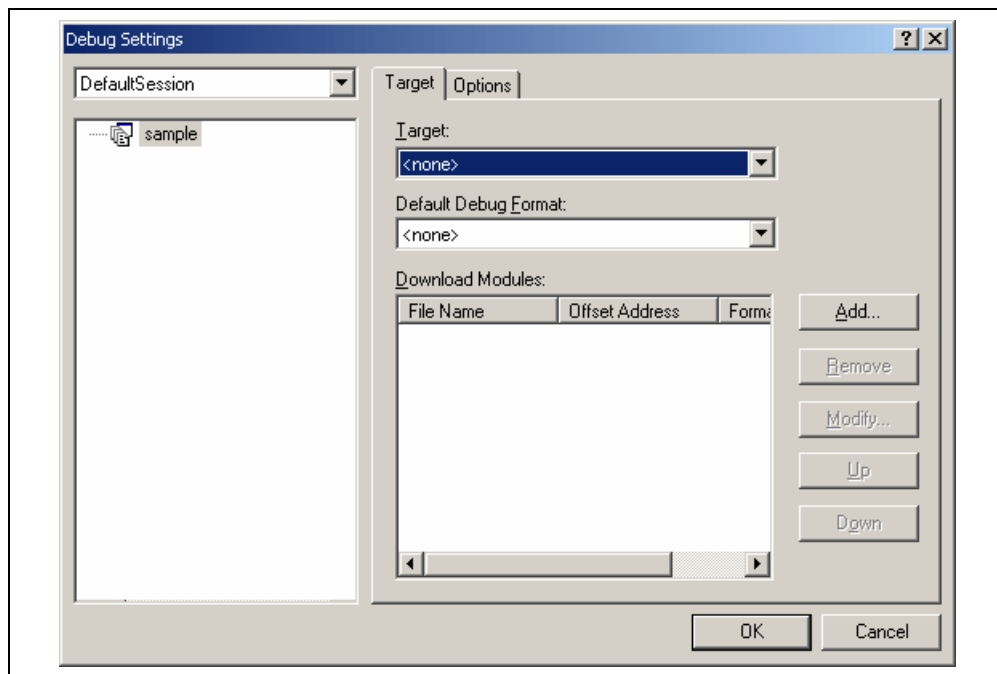 Debug Settings
DefaultSession
sample
Target Options
Target:
<none>
Default Debug Format:
<none>
Download Modules:
File Name Offset Address Forma
Add...
Remove
Modify...
Up
Down
OK Cancel